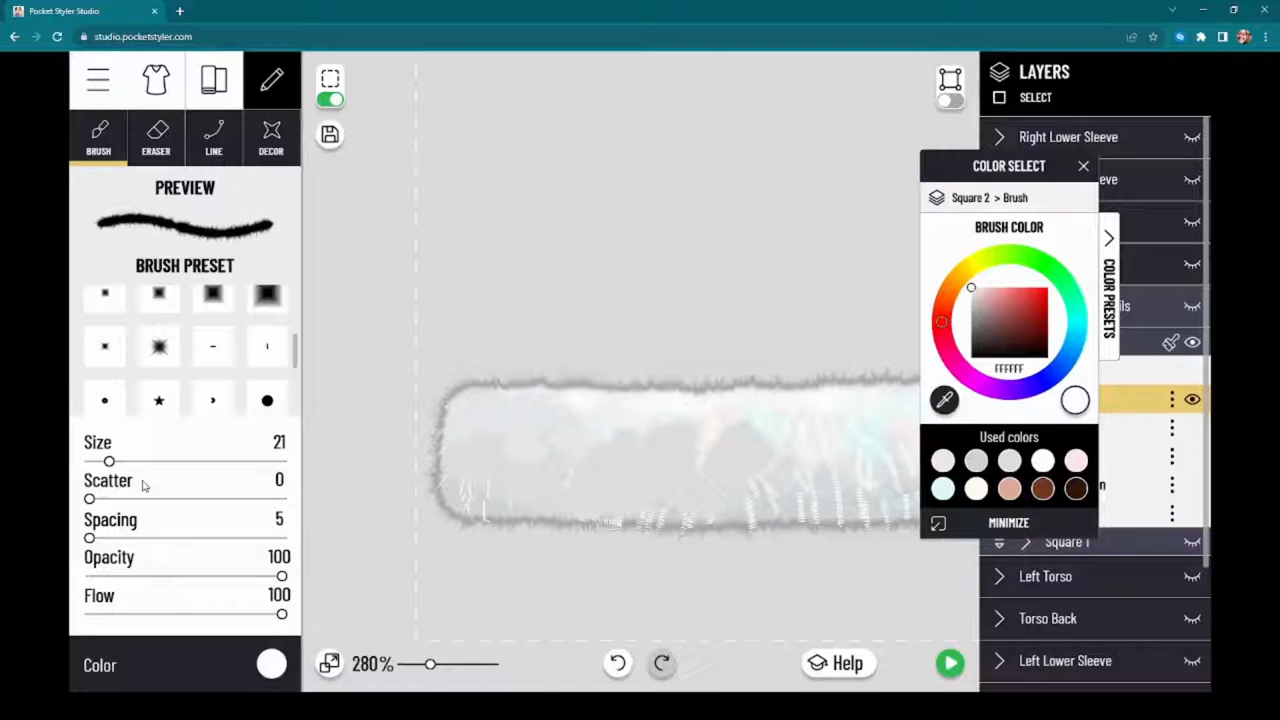 Pocket Styler Studio
studio.pocketstyler.com
BRUSH
ERASER
LINE
DECOR
PREVIEW
BRUSH PRESET
Size 21
Scatter 0
Spacing 5
Opacity 100
Flow 100
Color
280%
Help
COLOR SELECT
Square 2 > Brush
BRUSH COLOR
FFFFFF
COLOR PRESETS
Used colors
MINIMIZE
LAYERS
SELECT
Right Lower Sleeve
eve
ils
n
Square 1
Left Torso
Torso Back
Left Lower Sleeve